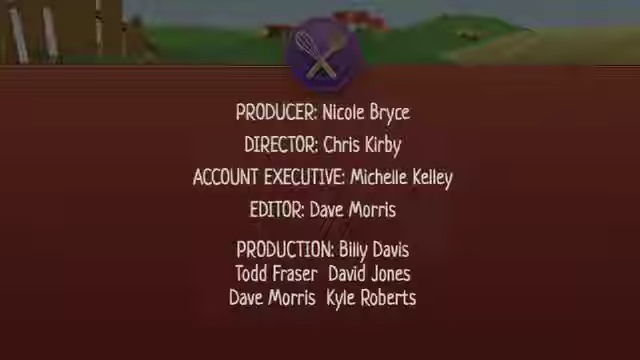 PRODUCER: Nicole Bryce
DIRECTOR: Chris Kirby
ACCOUNT EXECUTIVE: Michelle Kelley
EDITOR: Dave Morris
PRODUCTION: Billy Davis
Todd Fraser David Jones
Dave Morris Kyle Roberts